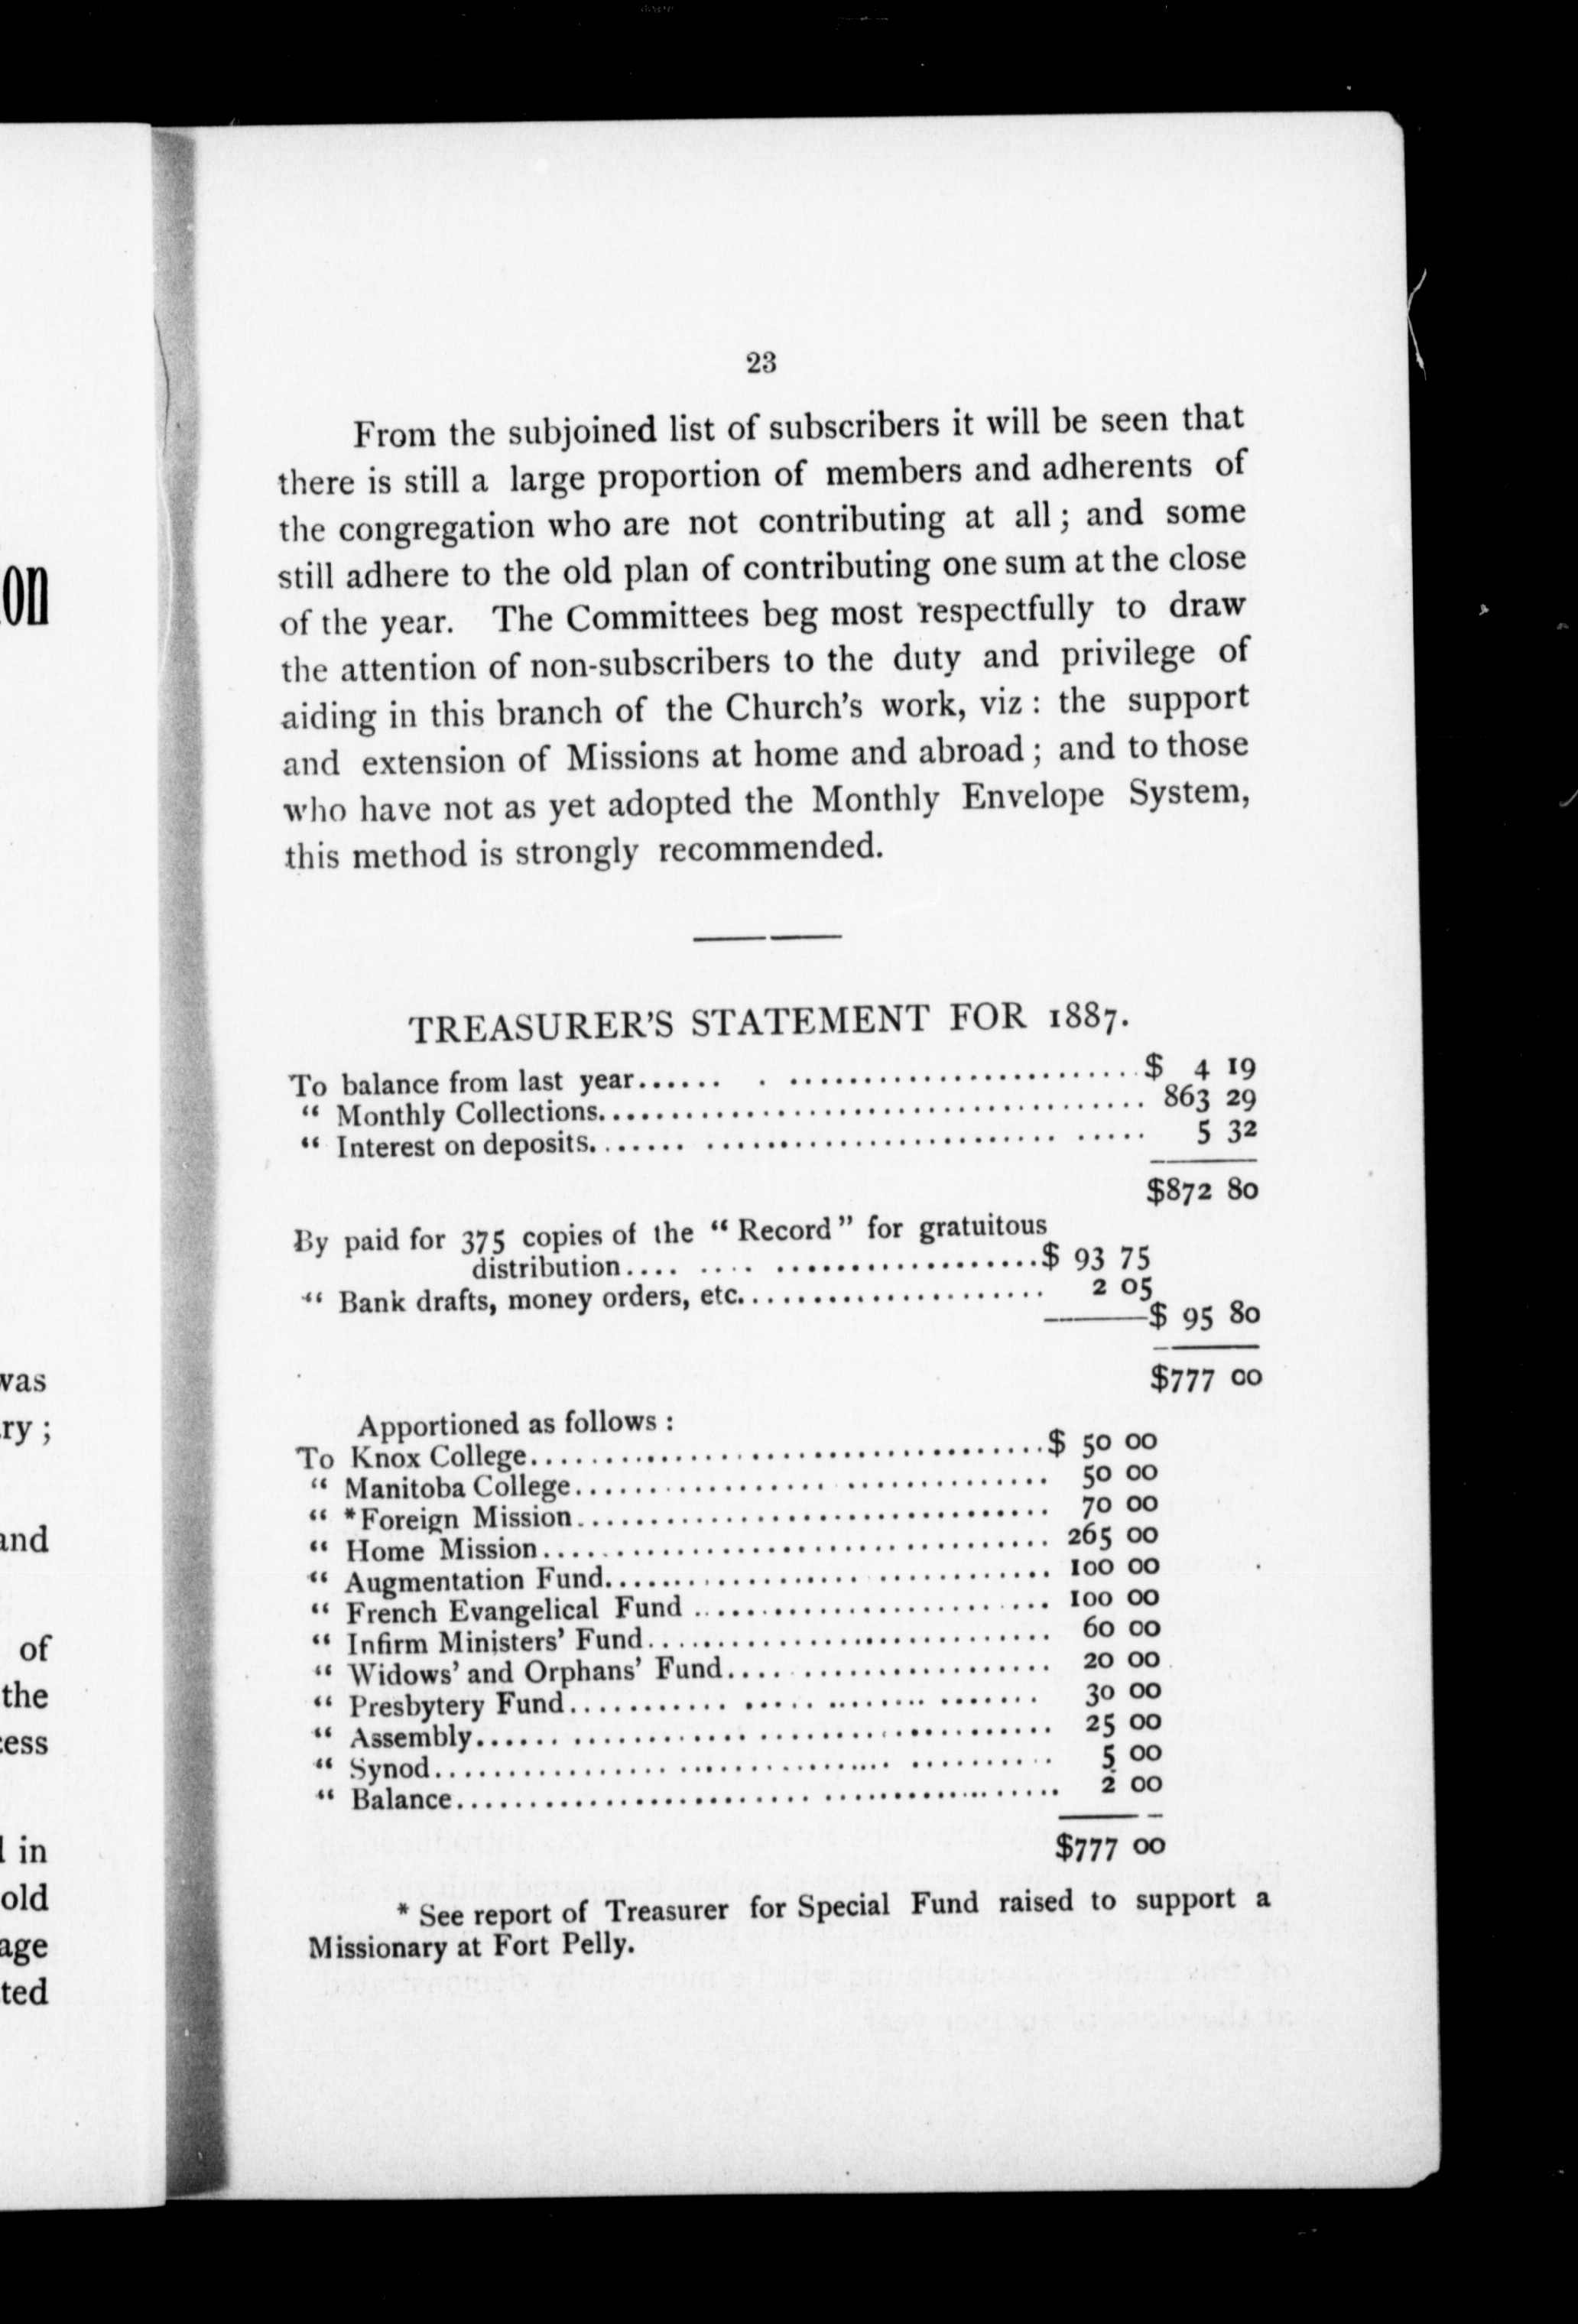 23
From the subjoined list of subscribers it will be seen that
there is still a large proportion of members and adherents of
the congregation who are not contributing at all ; and some
still adhere to the old plan of contributing one sum at the close
of the year. The Committees beg most respectfully to draw
the attention of non-subscribers to the duty and privilege of
aiding in this branch of the Church's work, viz : the support
and extension of Missions at home and abroad ; and to those
who have not as yet adopted the Monthly Envelope System,
this method is strongly recommended.
TREASURER'S STATEMENT FOR 1887.
To balance from last year...... . .........................$ 4 19
“ Monthly Collections..................................... 863 29
“ Interest on deposits....... ........................ ..... 5 32
$872 80
By paid for 375 copies of the “ Record ” for gratuitous
distribution.... .... ..................$ 93 75
“ Bank drafts, money orders, etc..................... 2 05
$ 95 80
$777 00
Apportioned as follows :
To Knox College...................................$ 50 00
“ Manitoba College................. .............. 50 00
“ *Foreign Mission................................ 70 00
“ Home Mission................................... 265 00
“ Augmentation Fund................. ............ 100 00
“ French Evangelical Fund ........................ 100 00
“ Infirm Ministers' Fund............................ 60 00
“ Widows' and Orphans' Fund.... .................. 20 00
“ Presbytery Fund........... ..... ........ ....... 30 00
“ Assembly...... ................................. 25 00
“ Synod................ .............. .......... 5 00
“ Balance........................ ................ 2 00
$777 00
* See report of Treasurer for Special Fund raised to support a
Missionary at Fort Pelly.
on
was
ry ;
and
of
the
cess
in
old
age
ted